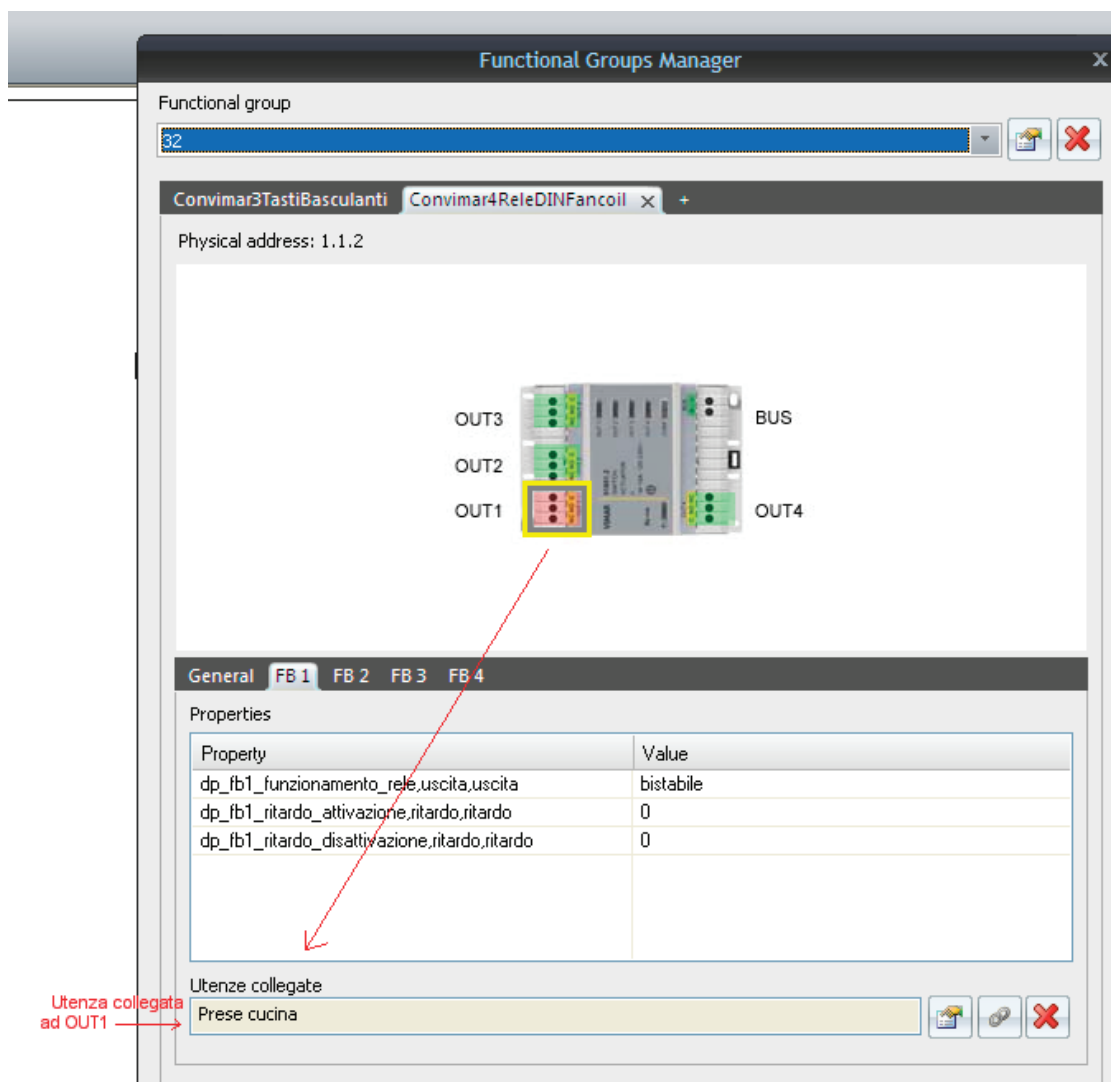 Functional Groups Manager
Functional group
32
Convimar3TastiBasculanti Convimar4ReleDINFancoil x +
Physical address: 1.1.2
OUT3
BUS
OUT2
OUT1
OUT4
VIMAR
General FB 1 FB 2 FB 3 FB 4
Properties
Property Value
dp_fb1_funzionamento_rele,uscita,uscita bistabile
dp_fb1_ritardo_attivazione,ritardo,ritardo 0
dp_fb1_ritardo_disattivazione,ritardo,ritardo 0
Utenze collegate
Utenza collegata
ad OUT1
Prese cucina